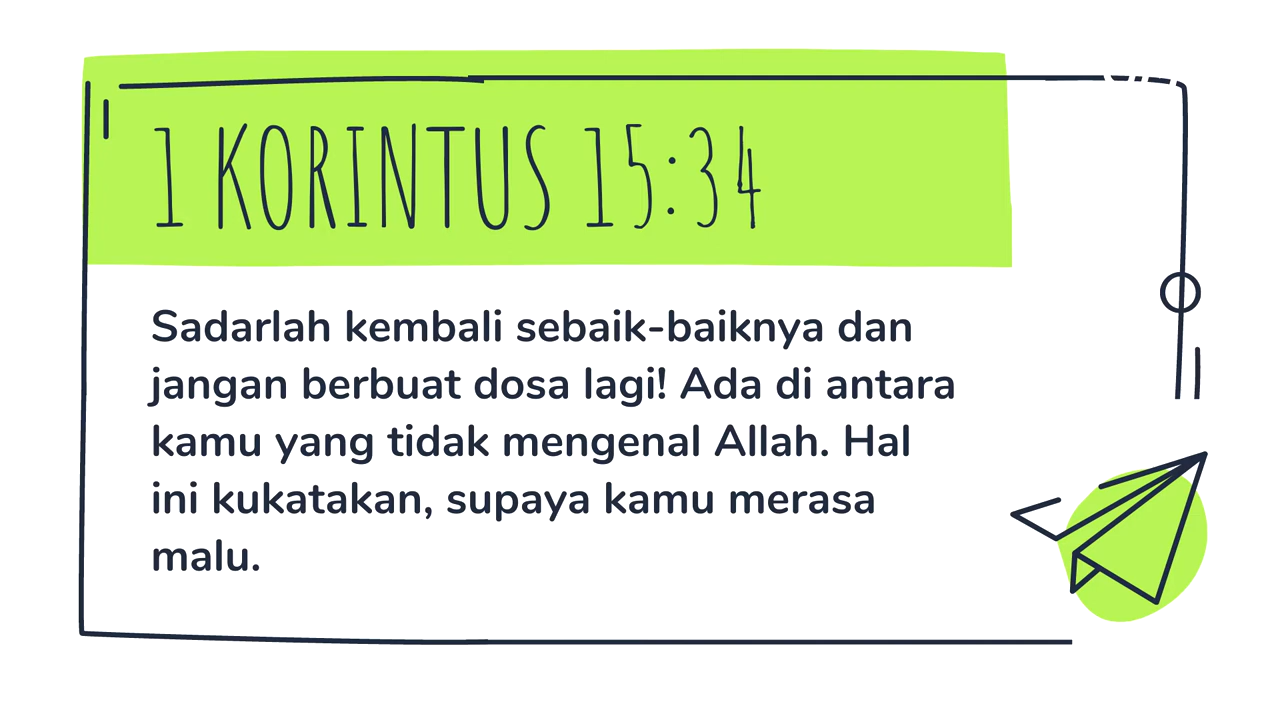 1 KORINTUS 15:34
Sadarlah kembali sebaik-baiknya dan
jangan berbuat dosa lagi! Ada di antara
kamu yang tidak mengenal Allah. Hal
ini kukatakan, supaya kamu merasa
malu.